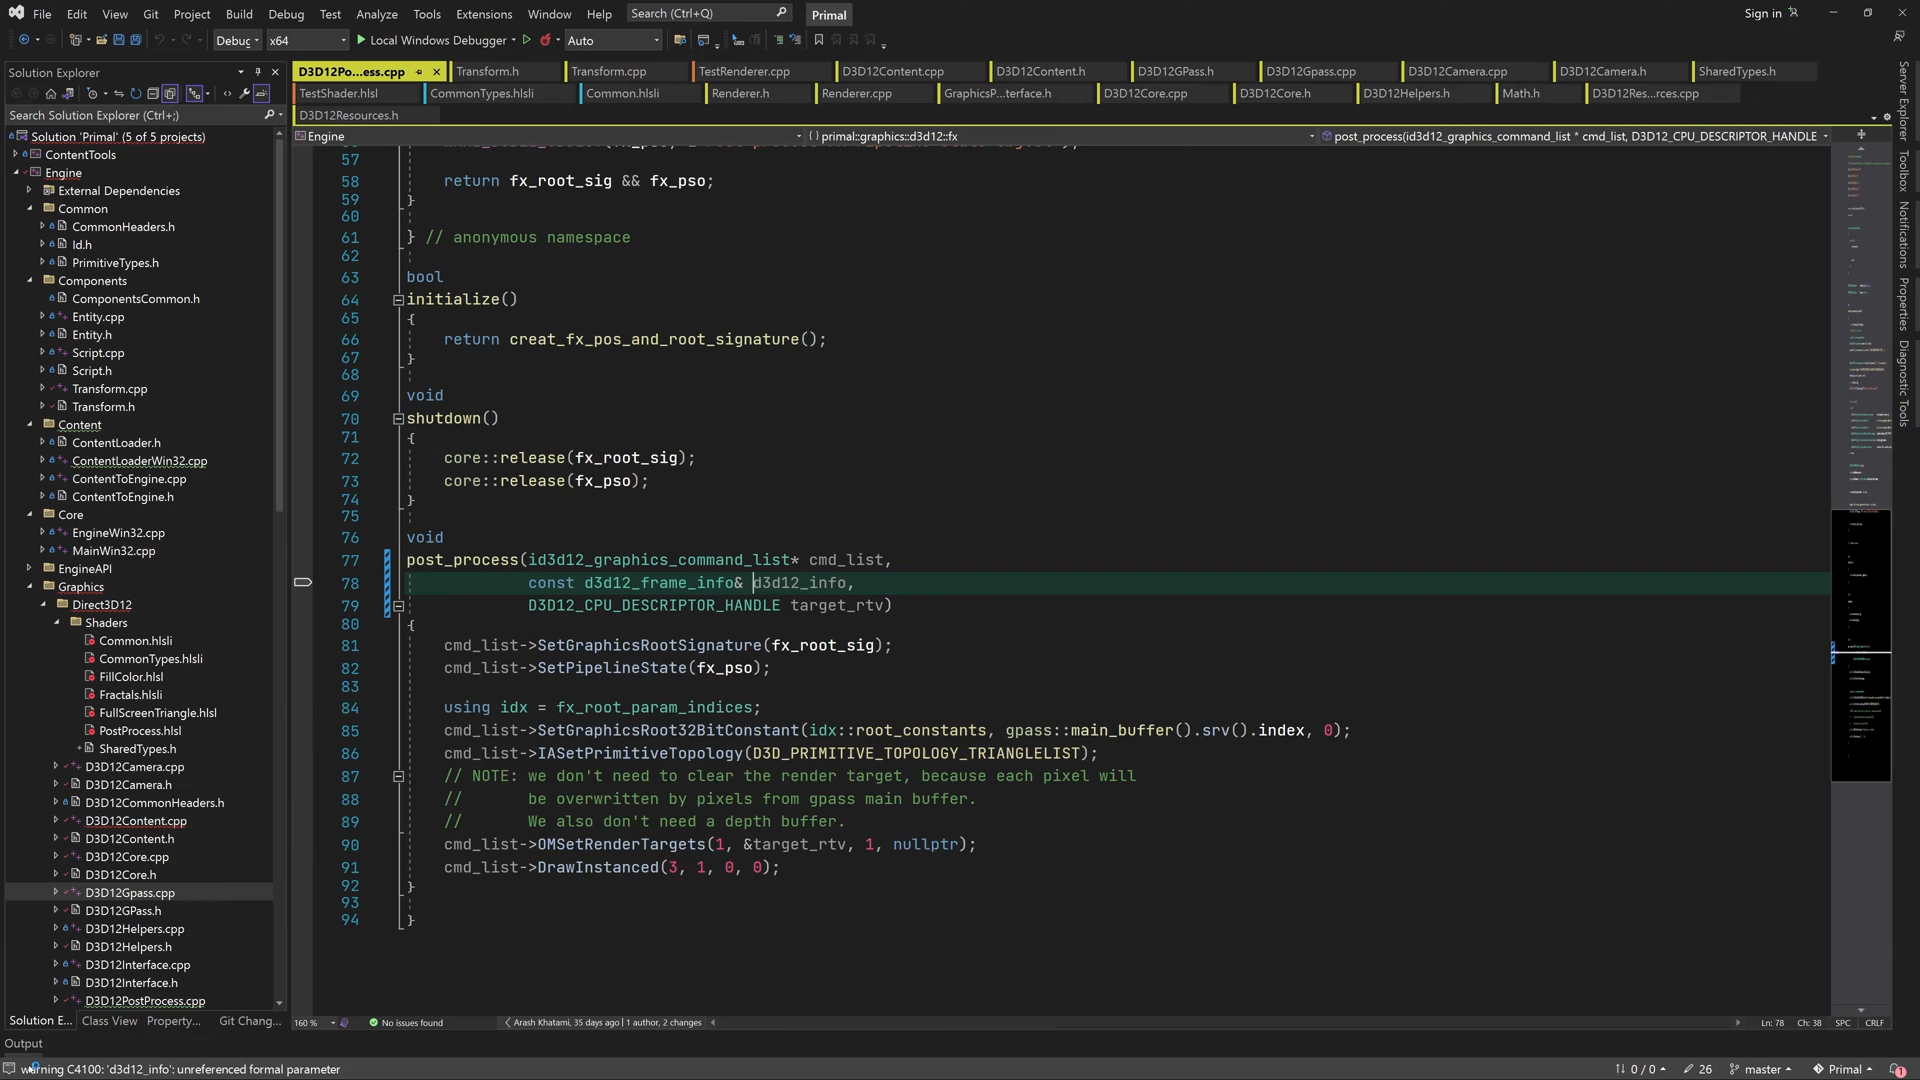 File Edit View Git Project Build Debug Test Analyze Tools Extensions Window Help Search (Ctrl+Q) Primal Sign in
Debug x64 Local Windows Debugger Auto
Solution Explorer
Search Solution Explorer (Ctrl+;)
Solution 'Primal' (5 of 5 projects)
ContentTools
Engine
External Dependencies
Common
CommonHeaders.h
Id.h
PrimitiveTypes.h
Components
ComponentsCommon.h
Entity.cpp
Entity.h
Script.cpp
Script.h
Transform.cpp
Transform.h
Content
ContentLoader.h
ContentLoaderWin32.cpp
ContentToEngine.cpp
ContentToEngine.h
Core
EngineWin32.cpp
MainWin32.cpp
EngineAPI
Graphics
Direct3D12
Shaders
Common.hlsli
CommonTypes.hlsli
FillColor.hlsl
Fractals.hlsli
FullScreenTriangle.hlsl
PostProcess.hlsl
SharedTypes.h
D3D12Camera.cpp
D3D12Camera.h
D3D12CommonHeaders.h
D3D12Content.cpp
D3D12Content.h
D3D12Core.cpp
D3D12Core.h
D3D12Gpass.cpp
D3D12GPass.h
D3D12Helpers.cpp
D3D12Helpers.h
D3D12Interface.cpp
D3D12Interface.h
D3D12PostProcess.cpp
Solution E... Class View Property... Git Chang...
D3D12Po...ess.cpp Transform.h Transform.cpp TestRenderer.cpp D3D12Content.cpp D3D12Content.h D3D12GPass.h D3D12Gpass.cpp D3D12Camera.cpp D3D12Camera.h SharedTypes.h
TestShader.hlsl CommonTypes.hlsli Common.hlsli Renderer.h Renderer.cpp GraphicsP...terface.h D3D12Core.cpp D3D12Core.h D3D12Helpers.h Math.h D3D12Res...rces.cpp
D3D12Resources.h
Engine {} primal::graphics::d3d12::fx post_process(id3d12_graphics_command_list * cmd_list, D3D12_CPU_DESCRIPTOR_HANDLE
57
58 return fx_root_sig && fx_pso;
59 }
60
61 } // anonymous namespace
62
63 bool
64 initialize()
65 {
66 return creat_fx_pos_and_root_signature();
67 }
68
69 void
70 shutdown()
71 {
72 core::release(fx_root_sig);
73 core::release(fx_pso);
74 }
75
76 void
77 post_process(id3d12_graphics_command_list* cmd_list,
78 const d3d12_frame_info& d3d12_info,
79 D3D12_CPU_DESCRIPTOR_HANDLE target_rtv)
80 {
81 cmd_list->SetGraphicsRootSignature(fx_root_sig);
82 cmd_list->SetPipelineState(fx_pso);
83
84 using idx = fx_root_param_indices;
85 cmd_list->SetGraphicsRoot32BitConstant(idx::root_constants, gpass::main_buffer().srv().index, 0);
86 cmd_list->IASetPrimitiveTopology(D3D_PRIMITIVE_TOPOLOGY_TRIANGLELIST);
87 // NOTE: we don't need to clear the render target, because each pixel will
88 // be overwritten by pixels from gpass main buffer.
89 // We also don't need a depth buffer.
90 cmd_list->OMSetRenderTargets(1, &target_rtv, 1, nullptr);
91 cmd_list->DrawInstanced(3, 1, 0, 0);
92 }
93
94 }
160 % No issues found Arash Khatami, 35 days ago | 1 author, 2 changes Ln: 78 Ch: 38 SPC CRLF
Server Explorer
Toolbox
Notifications
Properties
Diagnostic Tools
Output
warning C4100: 'd3d12_info': unreferenced formal parameter 0 / 0 26 master Primal 1